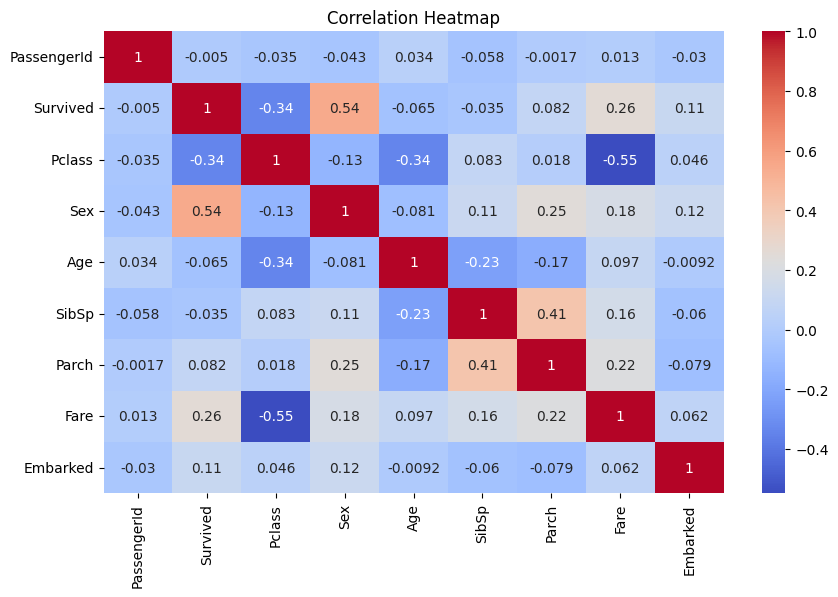 Correlation Heatmap
PassengerId 1 -0.005 -0.035 -0.043 0.034 -0.058 -0.0017 0.013 -0.03
Survived -0.005 1 -0.34 0.54 -0.065 -0.035 0.082 0.26 0.11
Pclass -0.035 -0.34 1 -0.13 -0.34 0.083 0.018 -0.55 0.046
Sex -0.043 0.54 -0.13 1 -0.081 0.11 0.25 0.18 0.12
Age 0.034 -0.065 -0.34 -0.081 1 -0.23 -0.17 0.097 -0.0092
SibSp -0.058 -0.035 0.083 0.11 -0.23 1 0.41 0.16 -0.06
Parch -0.0017 0.082 0.018 0.25 -0.17 0.41 1 0.22 -0.079
Fare 0.013 0.26 -0.55 0.18 0.097 0.16 0.22 1 0.062
Embarked -0.03 0.11 0.046 0.12 -0.0092 -0.06 -0.079 0.062 1
PassengerId Survived Pclass Sex Age SibSp Parch Fare Embarked
1.0
0.8
0.6
0.4
0.2
0.0
-0.2
-0.4